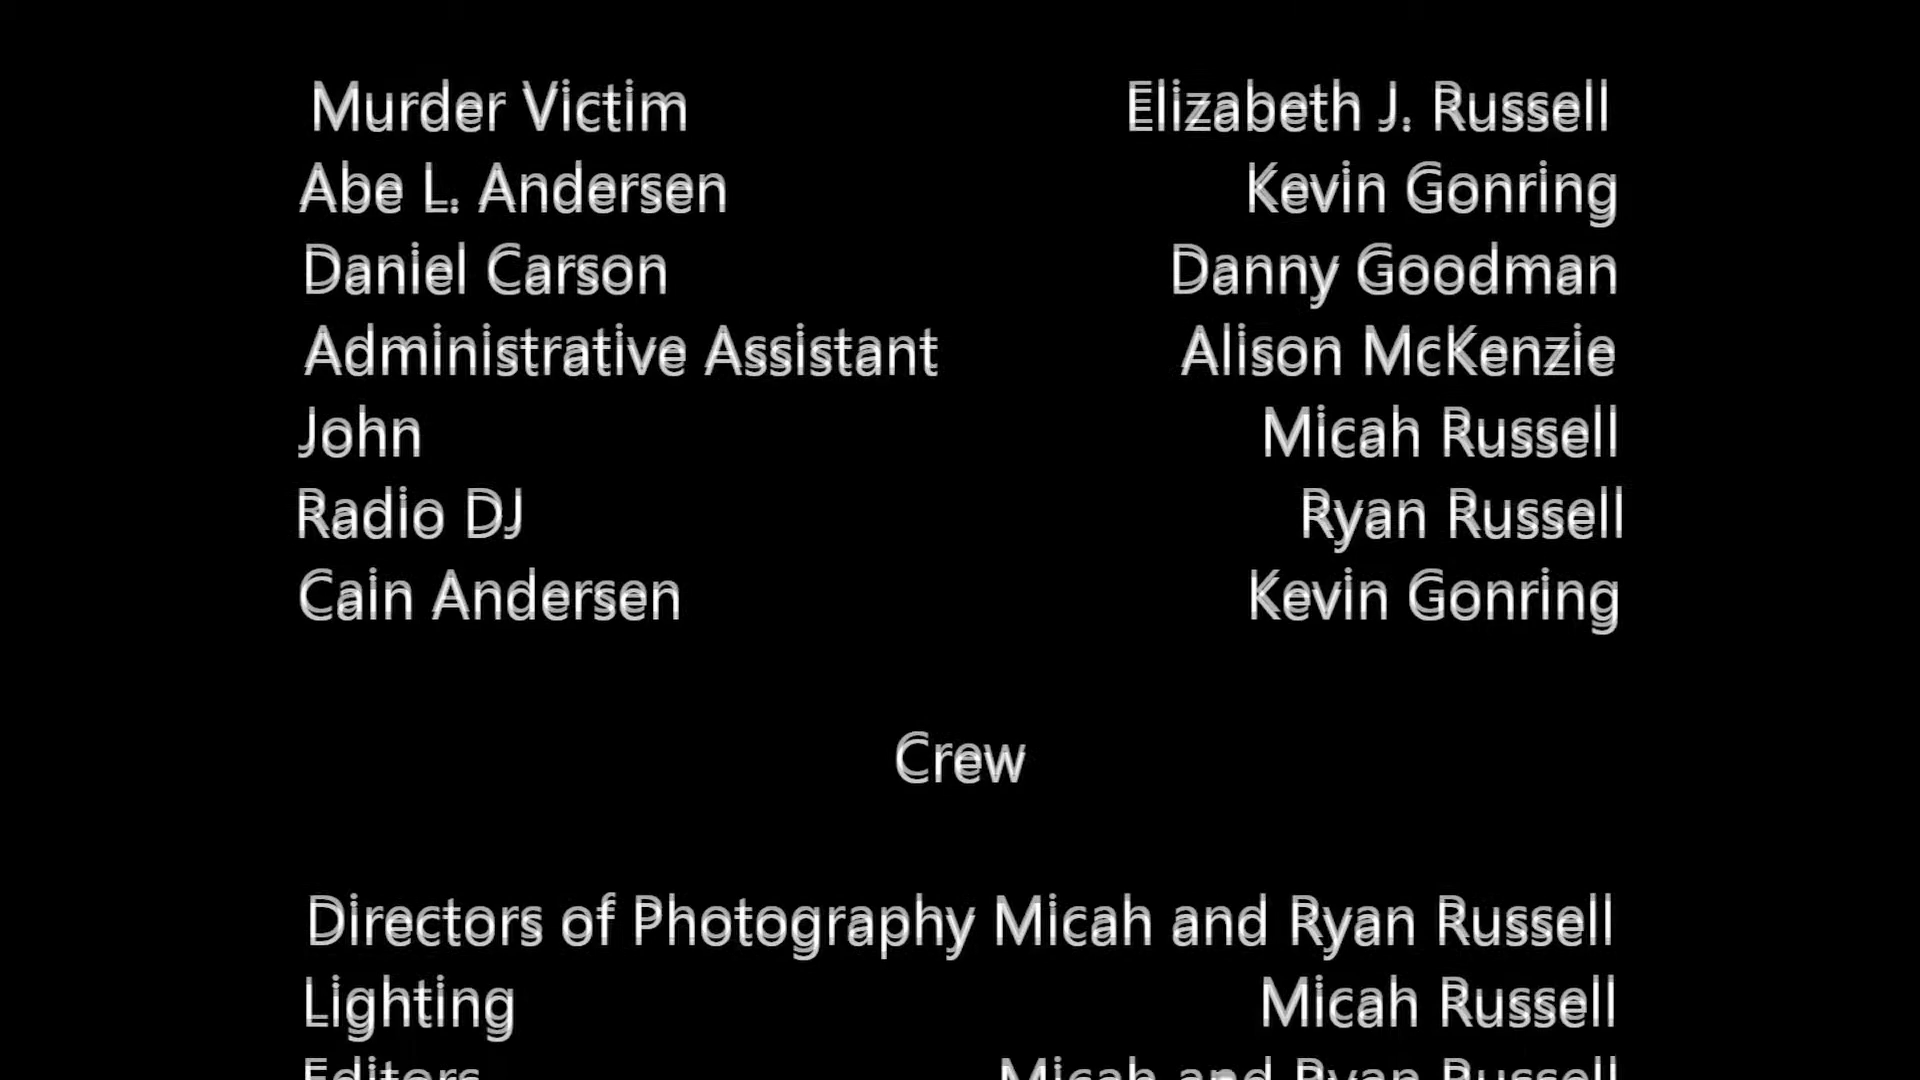 Murder Victim Elizabeth J. Russell
Abe L. Andersen Kevin Gonring
Daniel Carson Danny Goodman
Administrative Assistant Alison McKenzie
John Micah Russell
Radio DJ Ryan Russell
Cain Andersen Kevin Gonring
Crew
Directors of Photography Micah and Ryan Russell
Lighting Micah Russell
Editors Micah and Ryan Russell